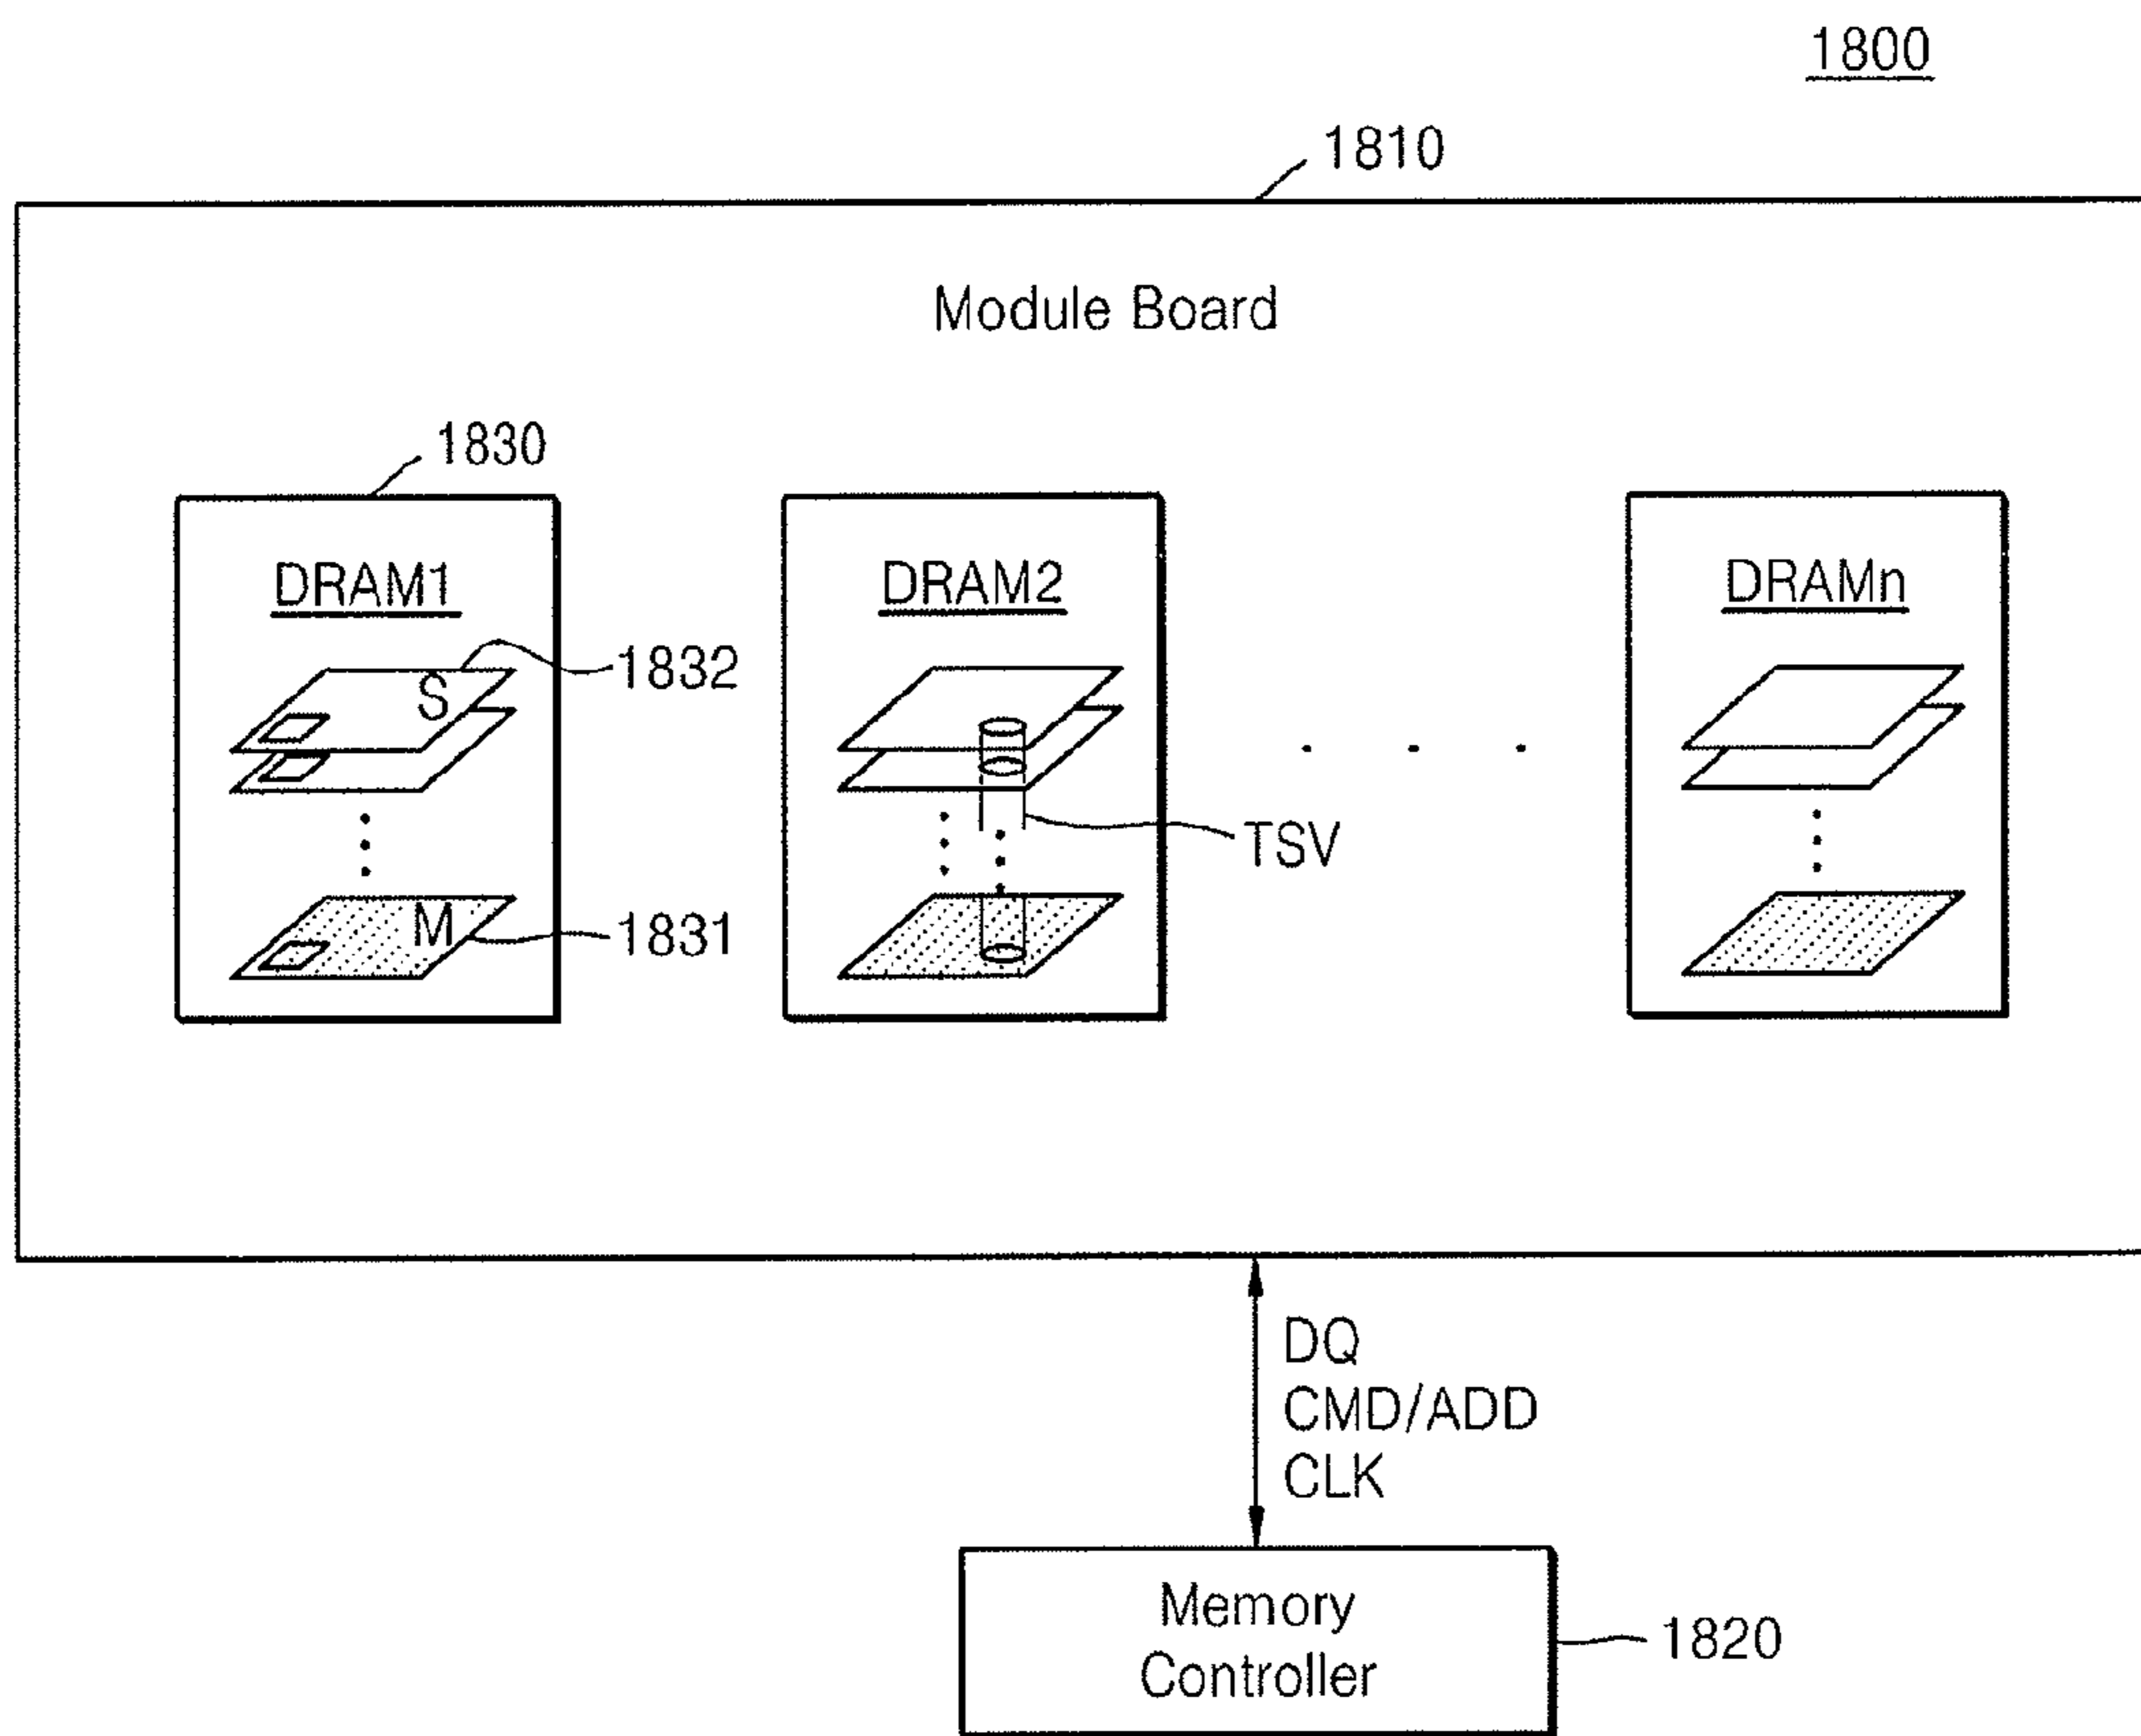 1800
1810
Module Board
1830
DRAM1
DRAM2
DRAMn
1832
S
TSV
M
1831
DQ
CMD/ADD
CLK
Memory
Controller
1820